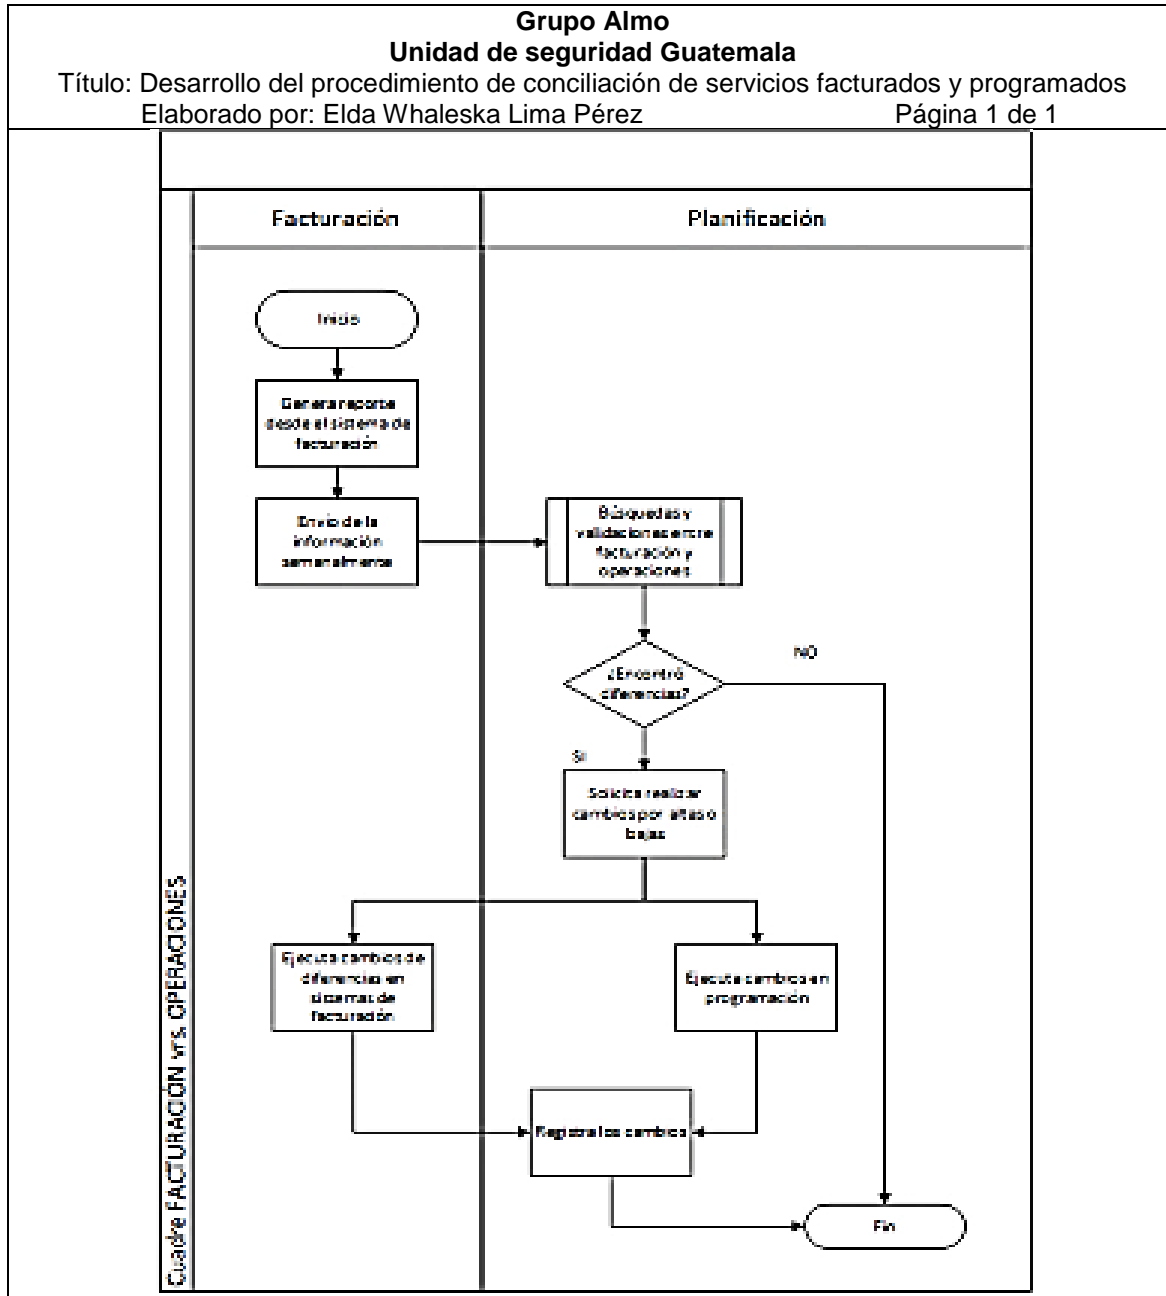 Grupo Almo
Unidad de seguridad Guatemala
Título: Desarrollo del procedimiento de conciliación de servicios facturados y programados
Elaborado por: Elda Whaleska Lima Pérez Página 1 de 1
Facturación Planificación
Inicio
Genera reporte
desde el sistema de
facturación
Envío de la
información
semanalmente
Búsquedas y
validaciones entre
facturación y
operaciones
¿Encontró
diferencias?
NO
SI
Solicita realizar
cambios por altas o
bajas
Ejecuta cambios de
diferencias en
sistemas de
facturación
Ejecuta cambios en
programación
Registra los cambios
Fin
Cuadre FACTURACIÓN vrs. OPERACIONES